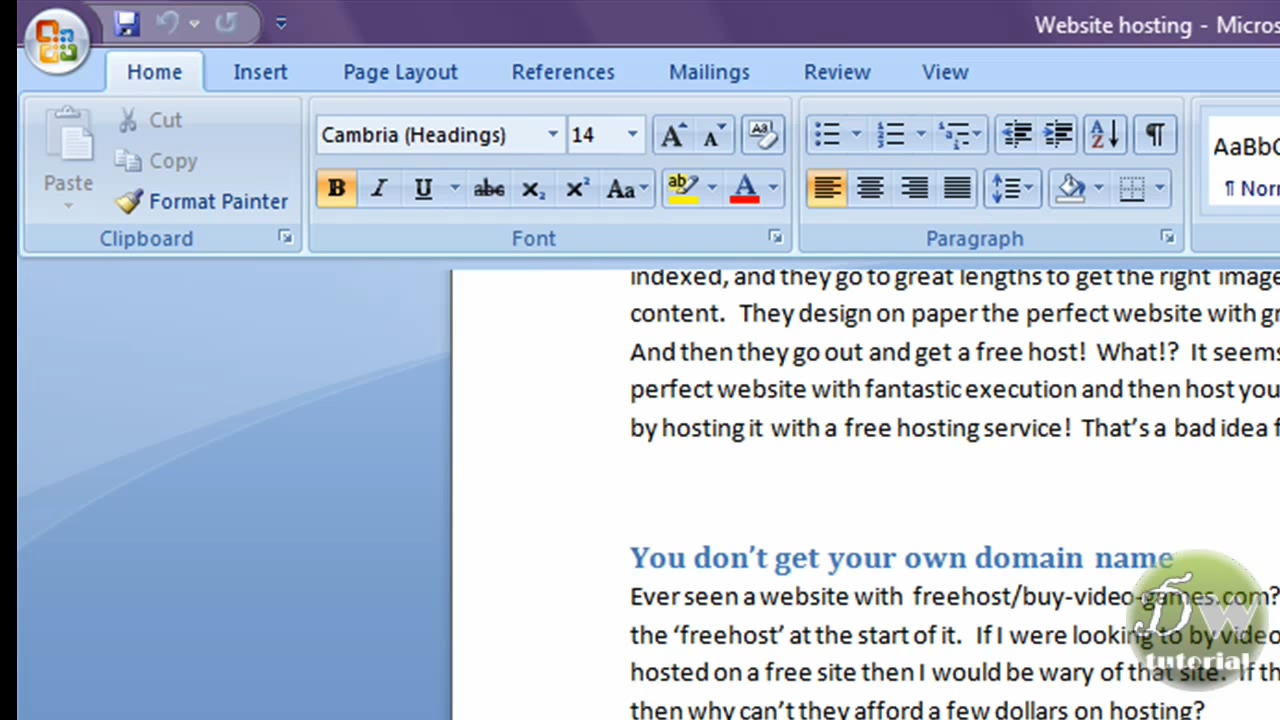 Website hosting - Micros
Home Insert Page Layout References Mailings Review View
Cambria (Headings) 14
Cut
Copy
Paste
Format Painter
AaBbC
¶ Norm
Clipboard Font Paragraph
indexed, and they go to great lengths to get the right image
content. They design on paper the perfect website with gr
And then they go out and get a free host! What!? It seems
perfect website with fantastic execution and then host you
by hosting it with a free hosting service! That's a bad idea f
You don't get your own domain name
Ever seen a website with freehost/buy-video-games.com?
the 'freehost' at the start of it. If I were looking to by video
hosted on a free site then I would be wary of that site. If th
then why can't they afford a few dollars on hosting?
Dw
tutorial